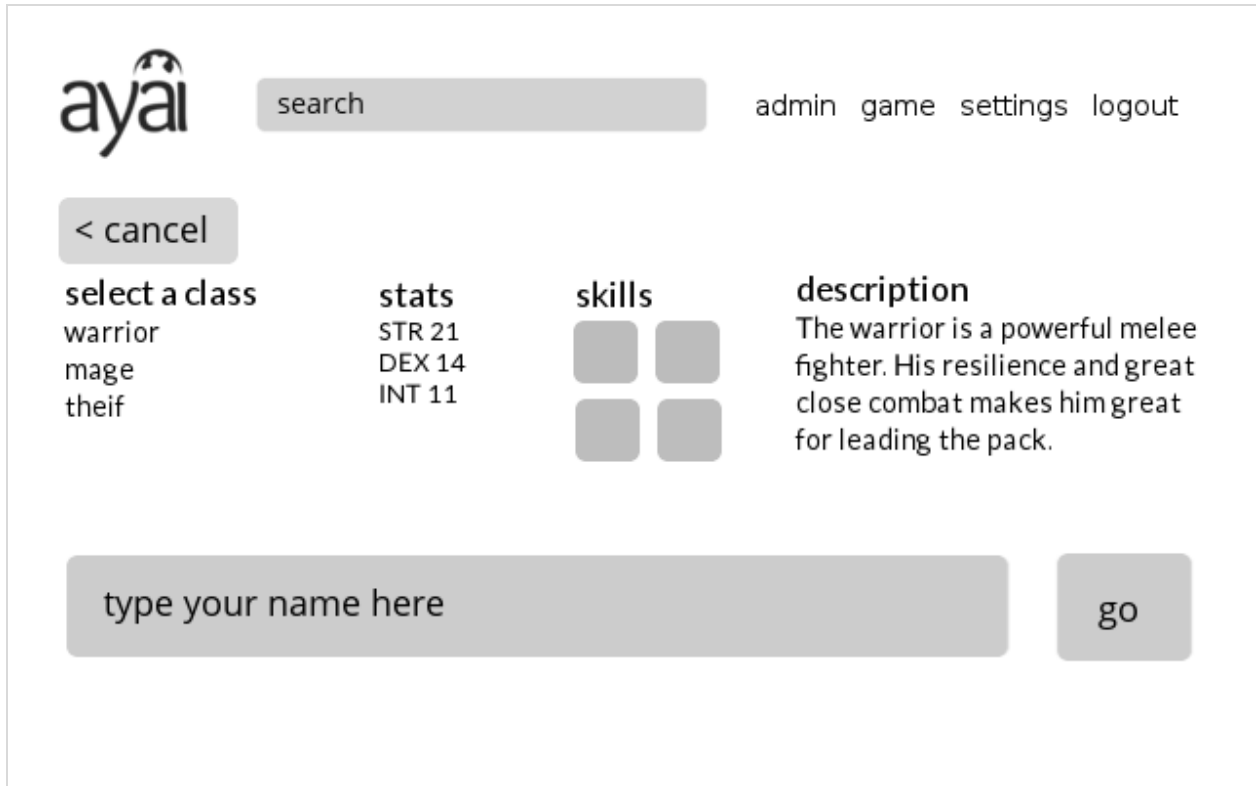 ayai
search
admin game settings logout
< cancel
select a class
warrior
mage
theif
stats
STR 21
DEX 14
INT 11
skills
description
The warrior is a powerful melee
fighter. His resilience and great
close combat makes him great
for leading the pack.
type your name here
go